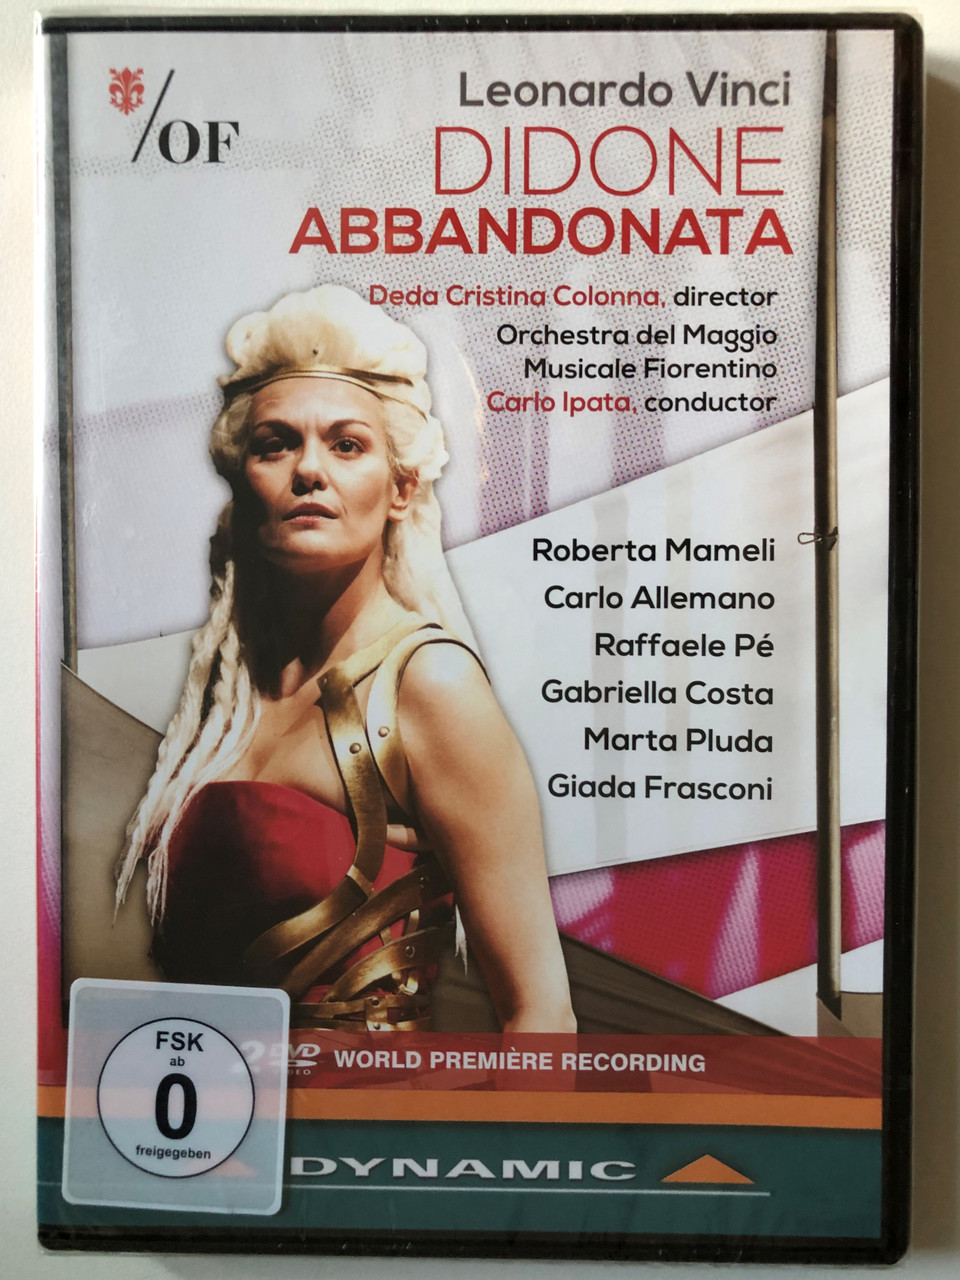 /OF
Leonardo Vinci
DIDONE
ABBANDONATA
Deda Cristina Colonna, director
Orchestra del Maggio
Musicale Fiorentino
Carlo Ipata, conductor
Roberta Mameli
Carlo Allemano
Raffaele Pé
Gabriella Costa
Marta Pluda
Giada Frasconi
2 DVD VIDEO WORLD PREMIÈRE RECORDING
FSK
ab
0
freigegeben
DYNAMIC